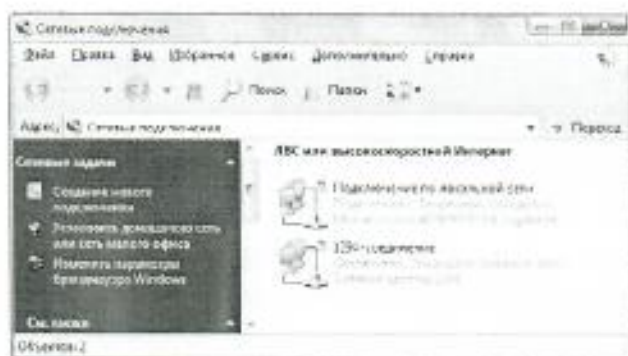 Сетевые подключения
Файл Правка Вид Избранное Сервис Дополнительно Справка
Поиск Папки
Адрес: Сетевые подключения Переход
Сетевые задачи
Создание нового подключения
Установить домашнюю сеть или сеть малого офиса
Изменить параметры брандмауэра Windows
См. также
ЛВС или высокоскоростной Интернет
Подключение по локальной сети
1394-соединение
Объектов: 2